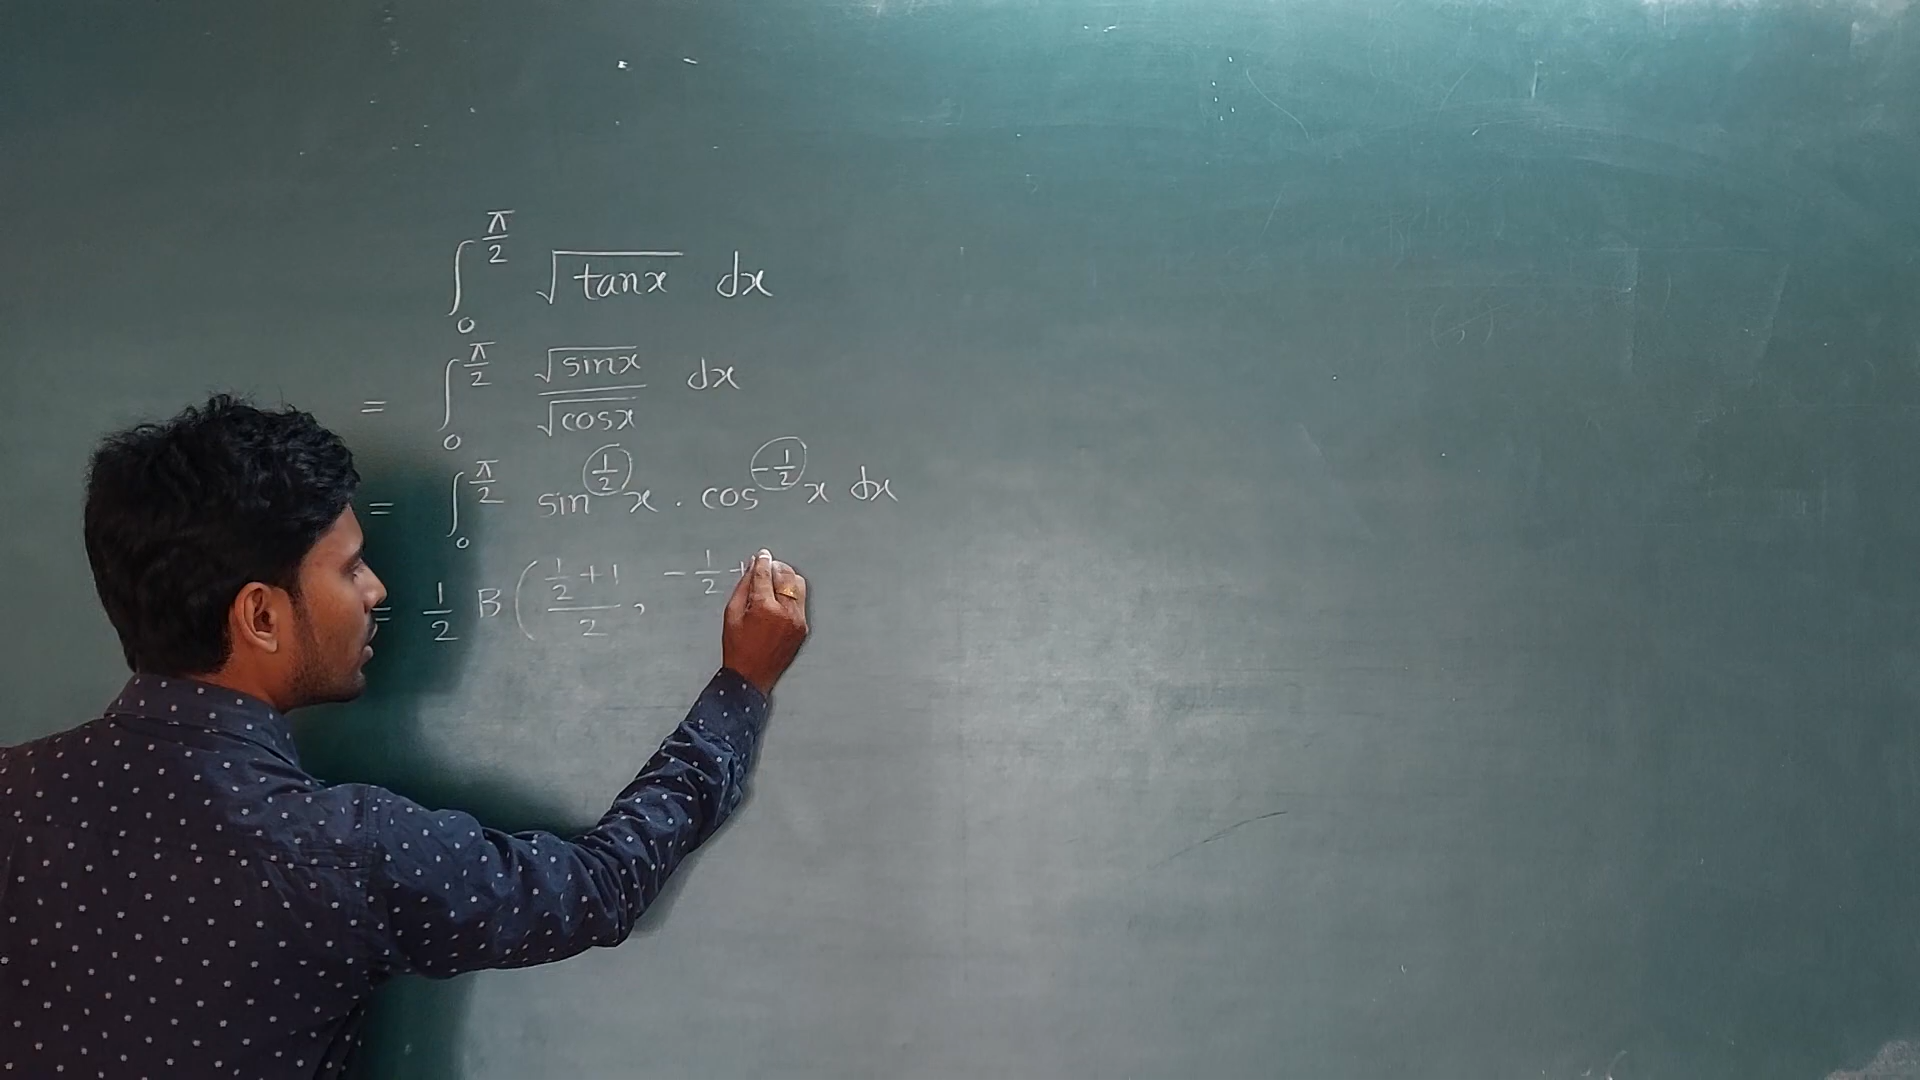 ∫₀^{π/2} √(tanx) dx
= ∫₀^{π/2} √(sinx)/√(cosx) dx
= ∫₀^{π/2} sin^{1/2} x · cos^{-1/2} x dx
= 1/2 B ( (1/2+1)/2 , -1/2+